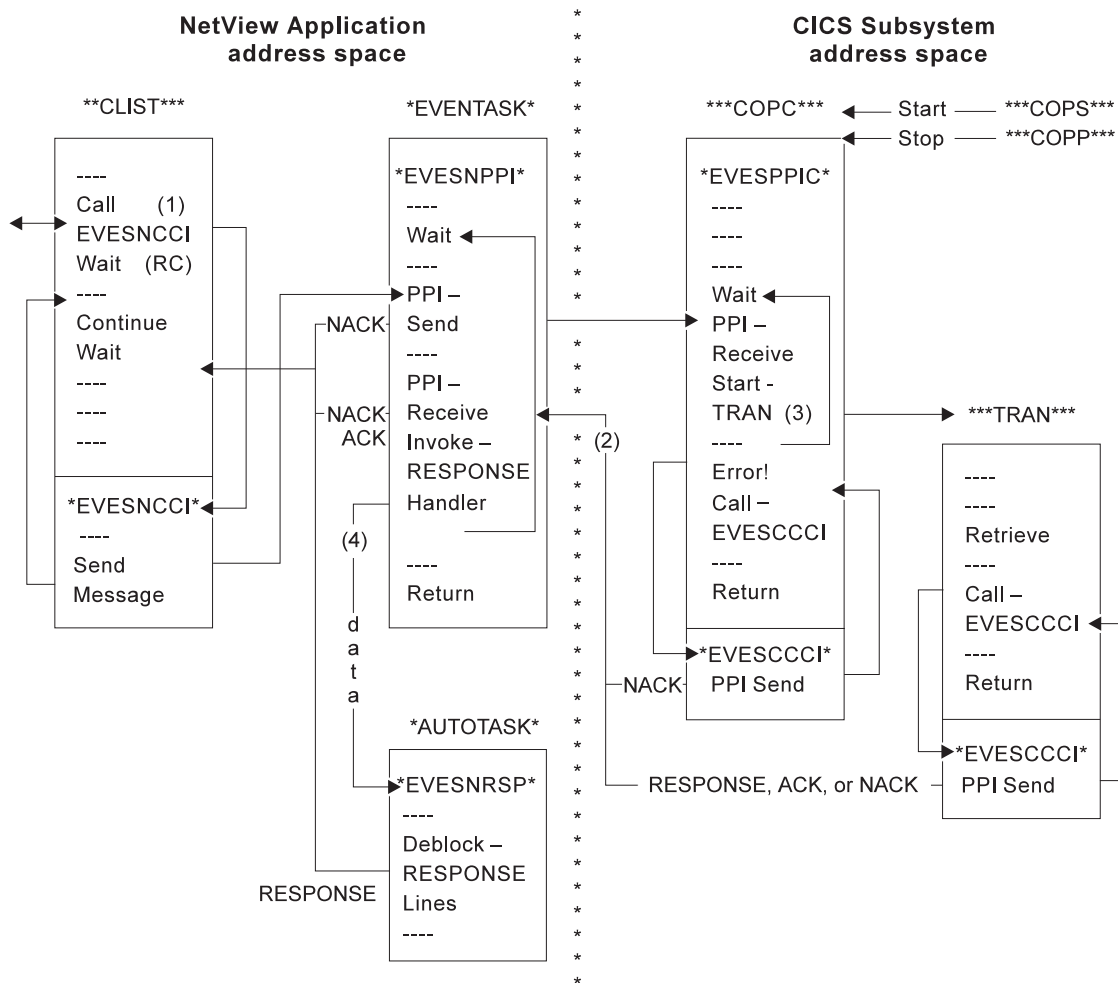 NetView Application
address space
CICS Subsystem
address space
**CLIST***
*EVENTASK*
***COPC***
Start
***COPS***
Stop
***COPP***
----
Call (1)
EVESNCCI
Wait (RC)
----
Continue
Wait
----
----
----
*EVESNCCI*
----
Send
Message
*EVESNPPI*
----
Wait
----
PPI –
Send
----
PPI –
Receive
Invoke –
RESPONSE
Handler
----
Return
NACK
NACK
ACK
(4)
data
*AUTOTASK*
*EVESNRSP*
----
Deblock –
RESPONSE
Lines
----
RESPONSE
*EVESPPIC*
----
----
----
Wait
PPI –
Receive
Start -
TRAN (3)
----
Error!
Call –
EVESCCCI
----
Return
*EVESCCCI*
PPI Send
(2)
NACK
RESPONSE, ACK, or NACK
***TRAN***
----
----
Retrieve
----
Call –
EVESCCCI
----
Return
*EVESCCCI*
PPI Send